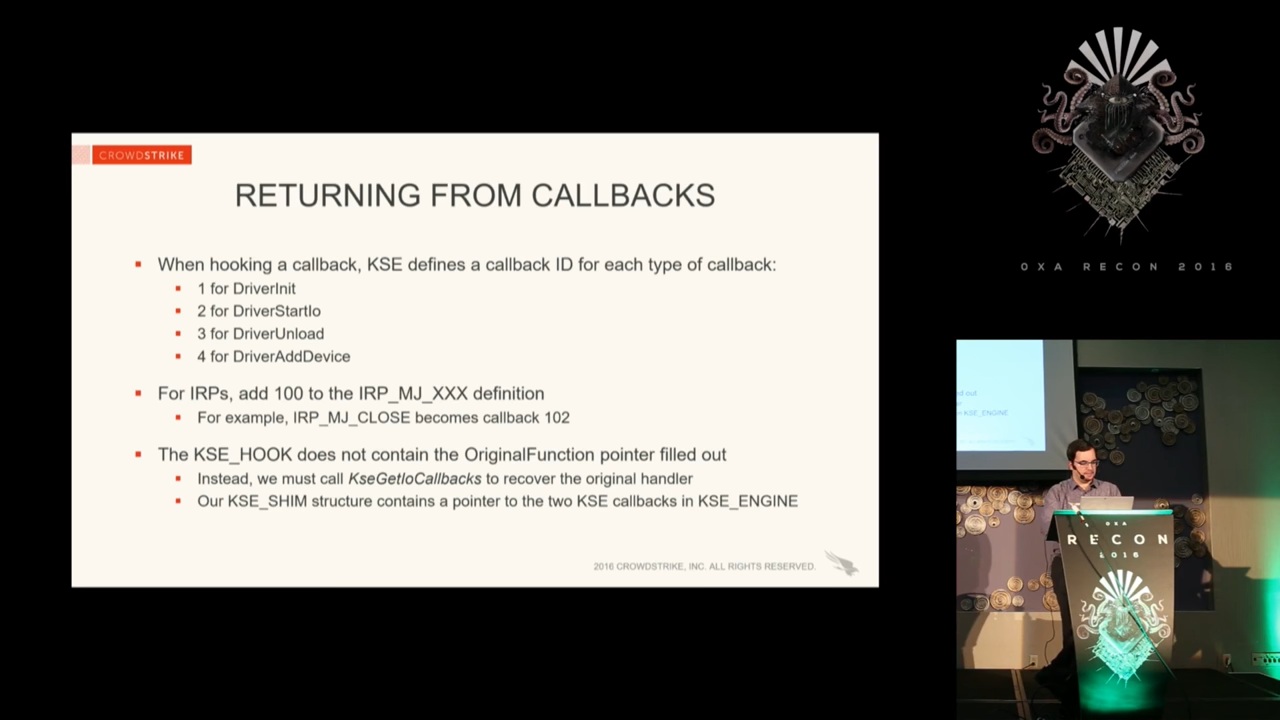 CROWDSTRIKE
RETURNING FROM CALLBACKS
When hooking a callback, KSE defines a callback ID for each type of callback:
1 for DriverInit
2 for DriverStartIo
3 for DriverUnload
4 for DriverAddDevice
For IRPs, add 100 to the IRP_MJ_XXX definition
For example, IRP_MJ_CLOSE becomes callback 102
The KSE_HOOK does not contain the OriginalFunction pointer filled out
Instead, we must call KseGetIoCallbacks to recover the original handler
Our KSE_SHIM structure contains a pointer to the two KSE callbacks in KSE_ENGINE
2016 CROWDSTRIKE, INC. ALL RIGHTS RESERVED.
0XA RECON 2016
KSE_ENGINE
0XA
RECON
2016